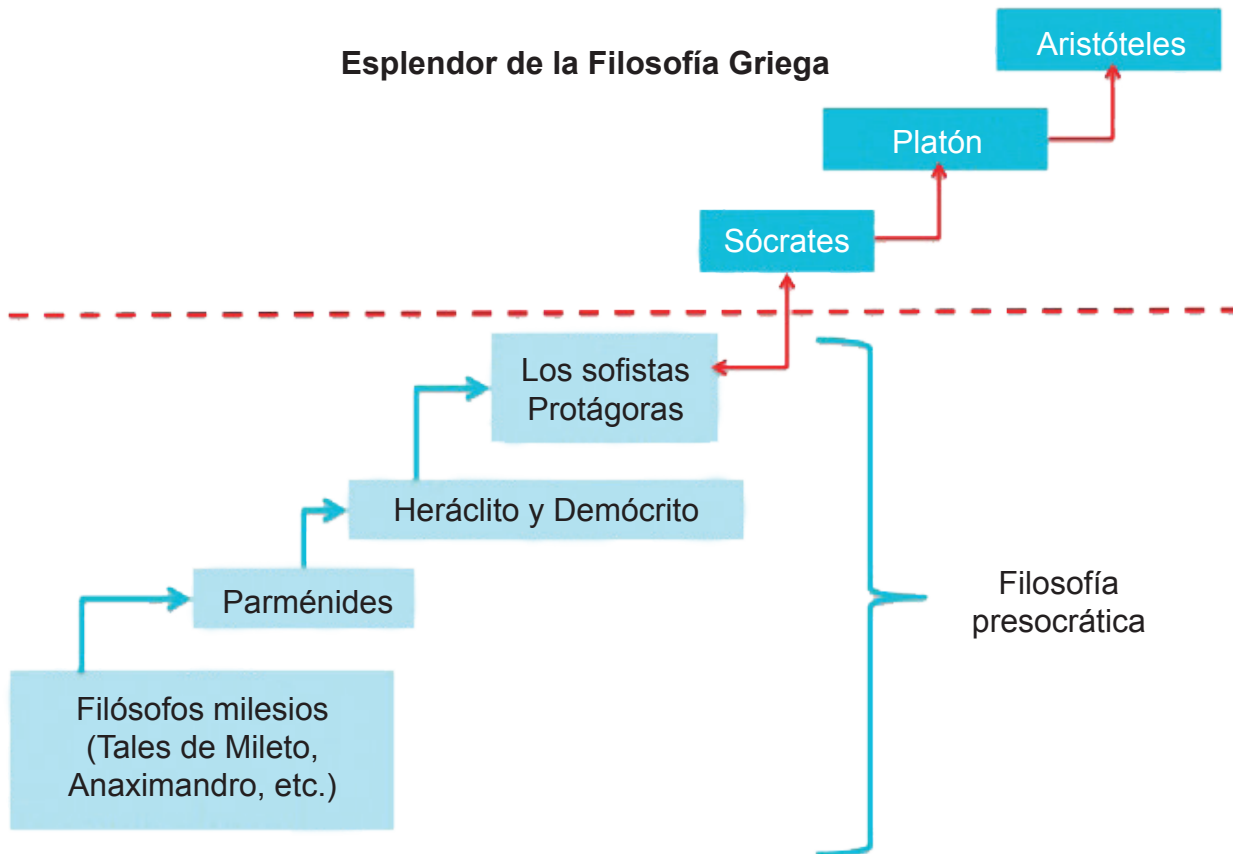 Aristóteles
Esplendor de la Filosofía Griega
Platón
Sócrates
Los sofistas
Protágoras
Heráclito y Demócrito
Parménides
Filosofía
presocrática
Filósofos milesios
(Tales de Mileto,
Anaximandro, etc.)